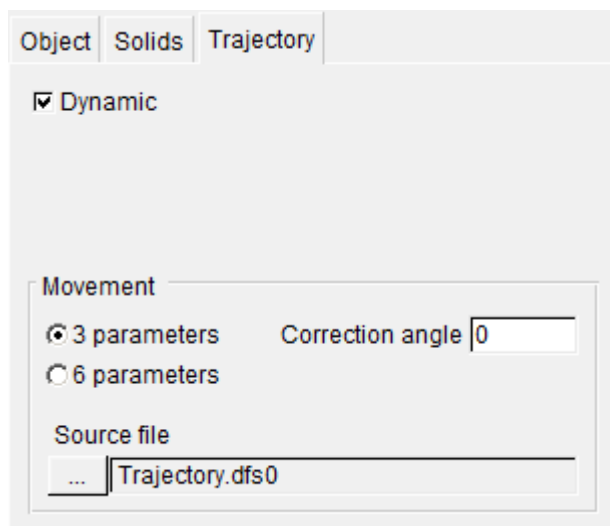 Object Solids Trajectory
Dynamic
Movement
3 parameters Correction angle 0
6 parameters
Source file
... Trajectory.dfs0